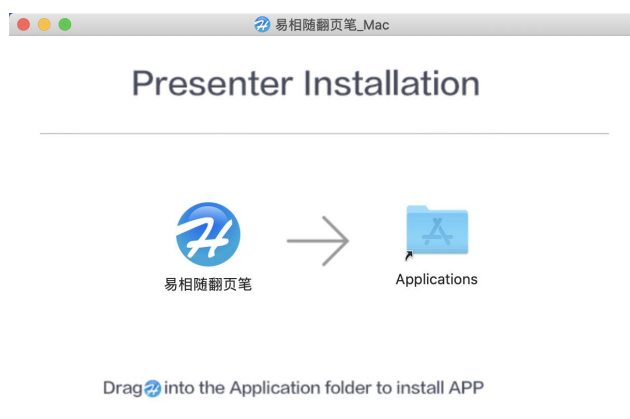 易相随翻页笔_Mac
Presenter Installation
易相随翻页笔
Applications
Drag into the Application folder to install APP